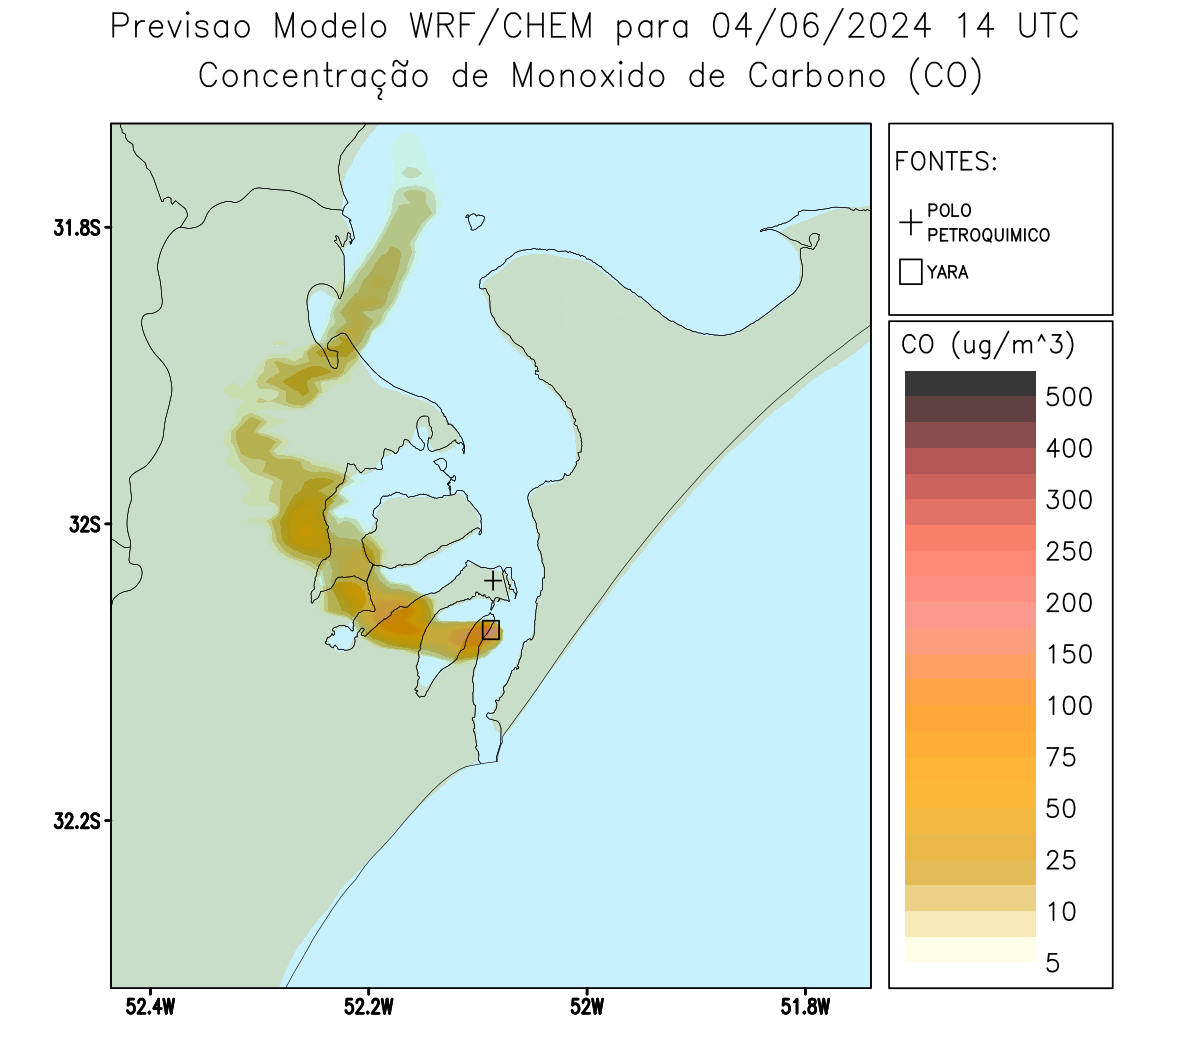 Previsao Modelo WRF/CHEM para 04/06/2024 14 UTC
Concentração de Monoxido de Carbono (CO)
FONTES:
POLO
PETROQUIMICO
YARA
CO (ug/m^3)
500
400
300
250
200
150
100
75
50
25
10
5
31.8S
32S
32.2S
52.4W
52.2W
52W
51.8W